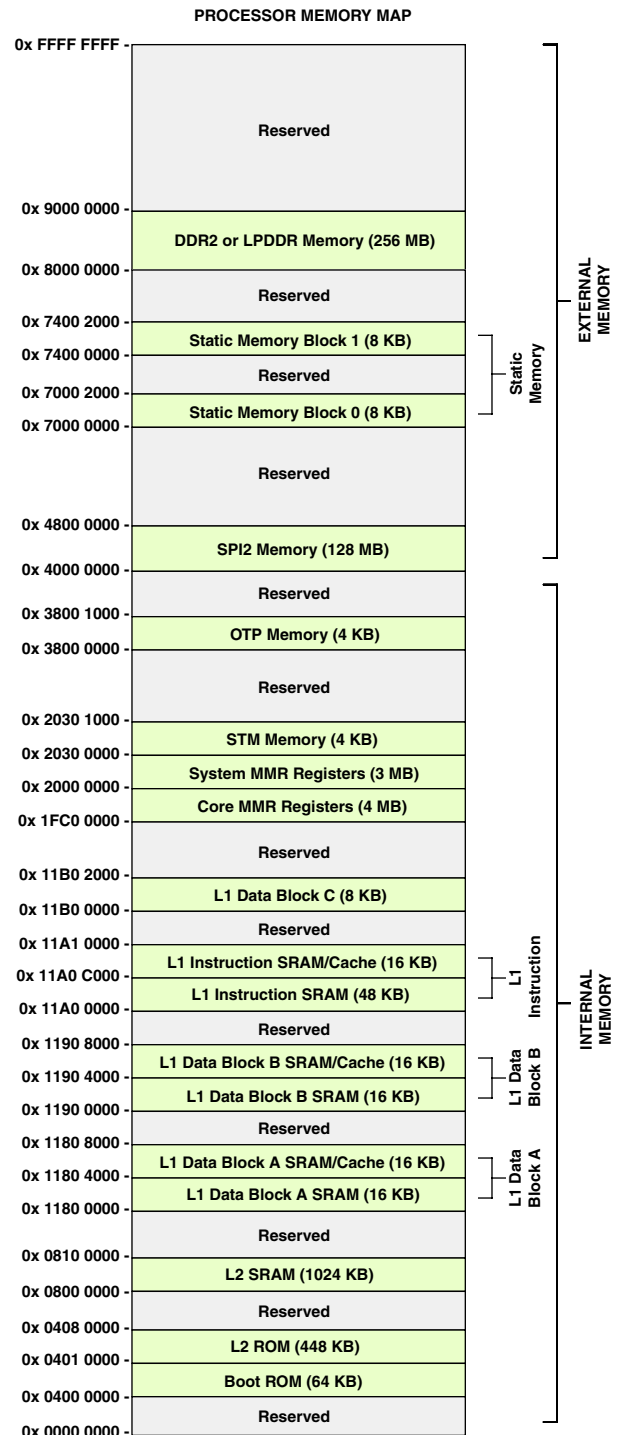 PROCESSOR MEMORY MAP
0x FFFF FFFF -
Reserved
0x 9000 0000 -
DDR2 or LPDDR Memory (256 MB)
0x 8000 0000 -
Reserved
0x 7400 2000 -
Static Memory Block 1 (8 KB)
0x 7400 0000 -
Reserved
0x 7000 2000 -
Static Memory Block 0 (8 KB)
0x 7000 0000 -
Reserved
0x 4800 0000 -
SPI2 Memory (128 MB)
0x 4000 0000 -
Reserved
0x 3800 1000 -
OTP Memory (4 KB)
0x 3800 0000 -
Reserved
0x 2030 1000 -
STM Memory (4 KB)
0x 2030 0000 -
System MMR Registers (3 MB)
0x 2000 0000 -
Core MMR Registers (4 MB)
0x 1FC0 0000 -
Reserved
0x 11B0 2000 -
L1 Data Block C (8 KB)
0x 11B0 0000 -
Reserved
0x 11A1 0000 -
L1 Instruction SRAM/Cache (16 KB)
0x 11A0 C000 -
L1 Instruction SRAM (48 KB)
0x 11A0 0000 -
Reserved
0x 1190 8000 -
L1 Data Block B SRAM/Cache (16 KB)
0x 1190 4000 -
L1 Data Block B SRAM (16 KB)
0x 1190 0000 -
Reserved
0x 1180 8000 -
L1 Data Block A SRAM/Cache (16 KB)
0x 1180 4000 -
L1 Data Block A SRAM (16 KB)
0x 1180 0000 -
Reserved
0x 0810 0000 -
L2 SRAM (1024 KB)
0x 0800 0000 -
Reserved
0x 0408 0000 -
L2 ROM (448 KB)
0x 0401 0000 -
Boot ROM (64 KB)
0x 0400 0000 -
Reserved
0x 0000 0000 -
Static
Memory
L1
Instruction
L1 Data
Block B
L1 Data
Block A
EXTERNAL
MEMORY
INTERNAL
MEMORY